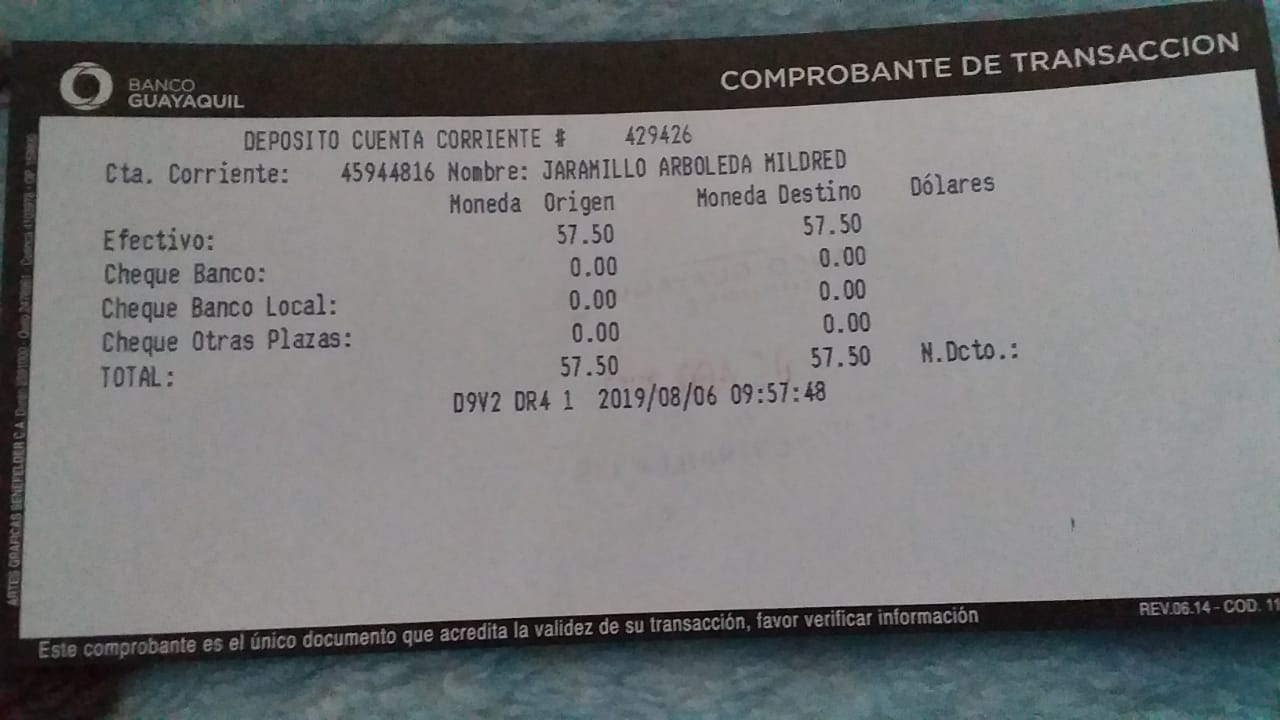 BANCO
GUAYAQUIL
COMPROBANTE DE TRANSACCION
DEPOSITO CUENTA CORRIENTE # 429426
Cta. Corriente: 45944816 Nombre: JARAMILLO ARBOLEDA MILDRED
Moneda Origen Moneda Destino Dólares
Efectivo: 57.50 57.50
Cheque Banco: 0.00 0.00
Cheque Banco Local: 0.00 0.00
Cheque Otras Plazas: 0.00 0.00
TOTAL: 57.50 57.50 N.Dcto.:
D9V2 DR4 1 2019/08/06 09:57:48
Este comprobante es el único documento que acredita la validez de su transacción, favor verificar información
REV.06.14 - COD. 11
ARTES GRAFICAS SENEFELDER C.A.